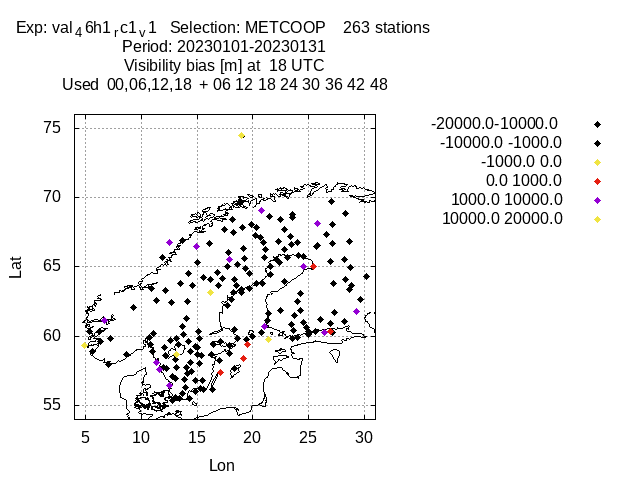 Exp: val4 6h1rc1v1 Selection: METCOOP 263 stations
Period: 20230101-20230131
Visibility bias [m] at 18 UTC
Used 00,06,12,18 + 06 12 18 24 30 36 42 48
-20000.0-10000.0
-10000.0 -1000.0
-1000.0 0.0
0.0 1000.0
1000.0 10000.0
10000.0 20000.0
75
70
65
60
55
Lat
5 10 15 20 25 30
Lon